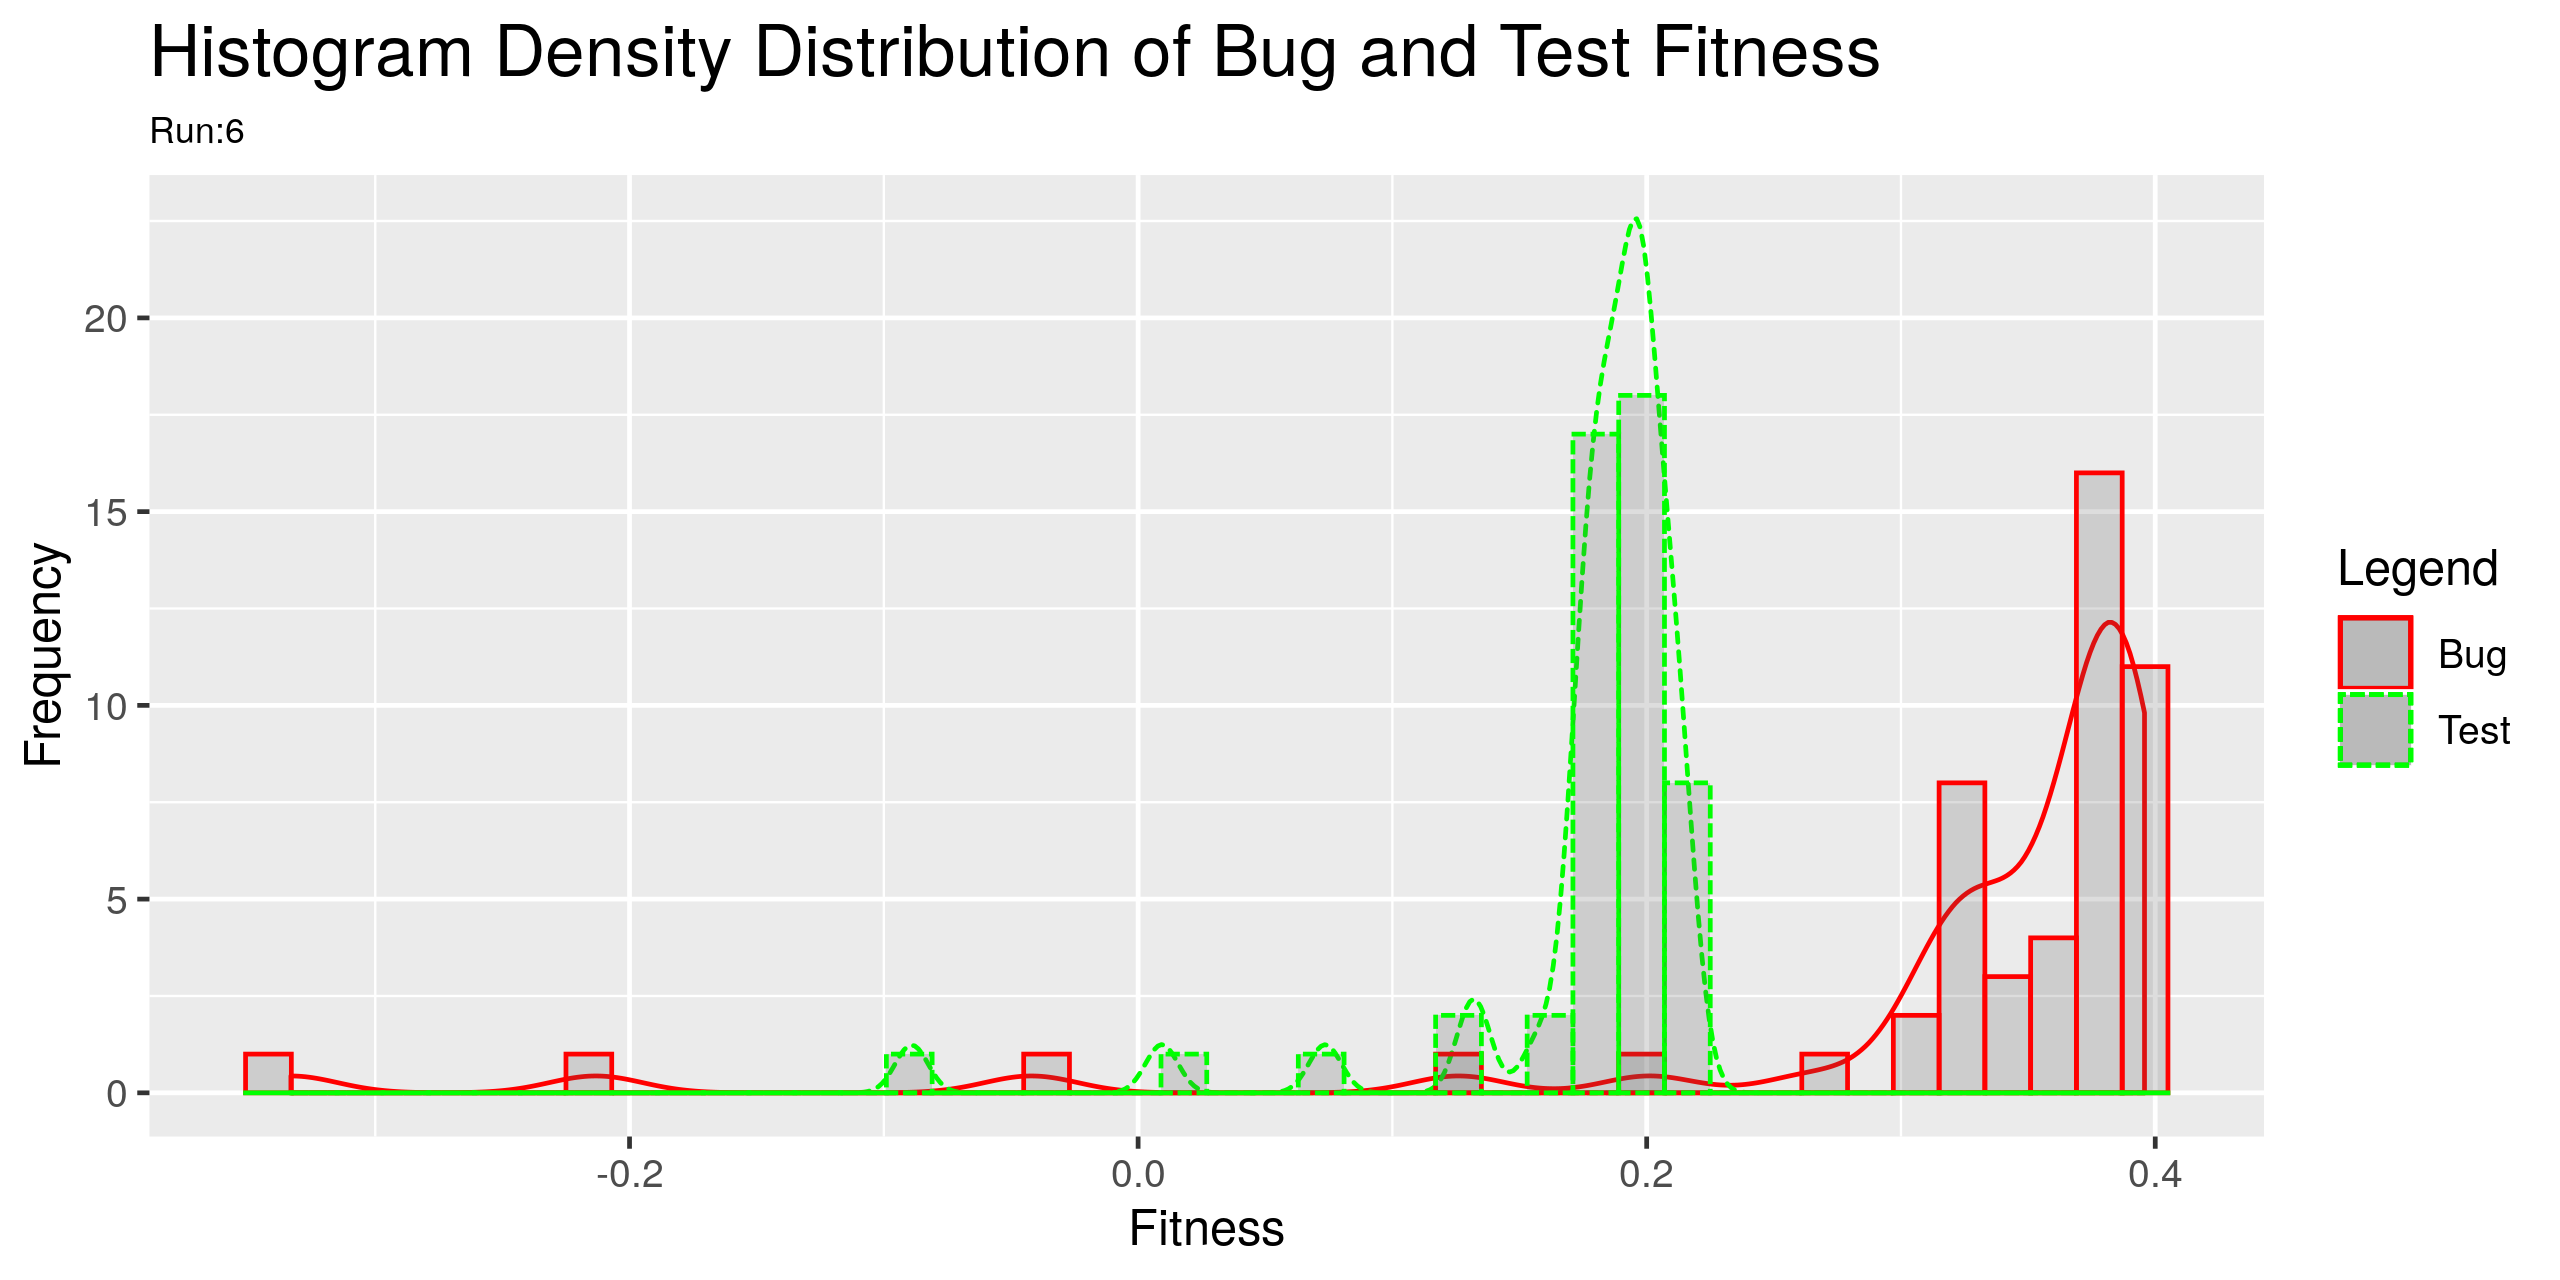 Histogram Density Distribution of Bug and Test Fitness
Run:6
20
15
10
5
0
Frequency
-0.2
0.0
0.2
0.4
Fitness
Legend
Bug
Test